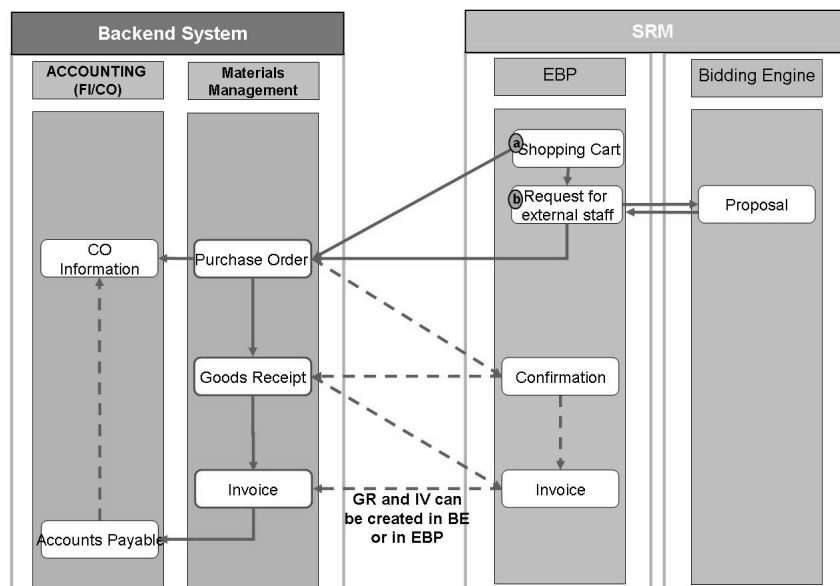 Backend System
SRM
ACCOUNTING
(FI/CO)
Materials
Management
EBP
Bidding Engine
a
Shopping Cart
b
Request for
external staff
Proposal
CO
Information
Purchase Order
Goods Receipt
Confirmation
Invoice
Invoice
GR and IV can
be created in BE
or in EBP
Accounts Payable